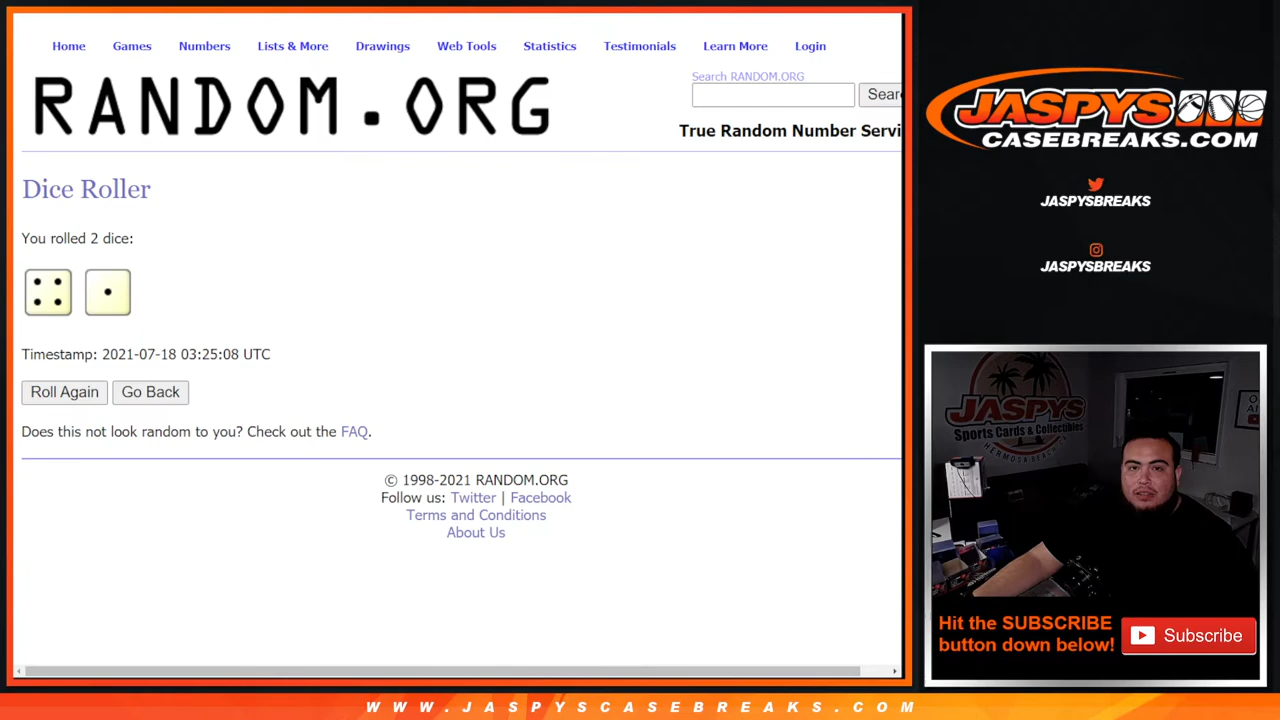 Home Games Numbers Lists & More Drawings Web Tools Statistics Testimonials Learn More Login
RANDOM.ORG
Search RANDOM.ORG
Sear
True Random Number Servi
Dice Roller
You rolled 2 dice:
Timestamp: 2021-07-18 03:25:08 UTC
Roll Again Go Back
Does this not look random to you? Check out the FAQ.
© 1998-2021 RANDOM.ORG
Follow us: Twitter | Facebook
Terms and Conditions
About Us
JASPYS
CASEBREAKS.COM
JASPYSBREAKS
JASPYSBREAKS
JASPYS
Sports Cards & Collectibles
HERMOSA BEACH, CA
Hit the SUBSCRIBE
button down below!
Subscribe
WWW.JASPYSCASEBREAKS.COM